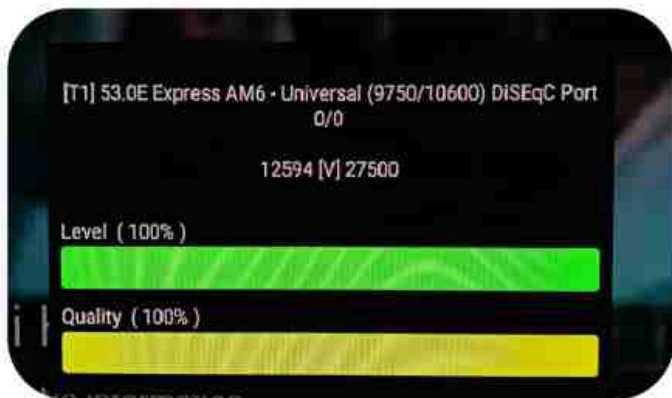 [T1] 53.0E Express AM6 - Universal (9750/10600) DiSEqC Port
0/0
12594 [V] 27500
Level ( 100% )
Quality ( 100% )